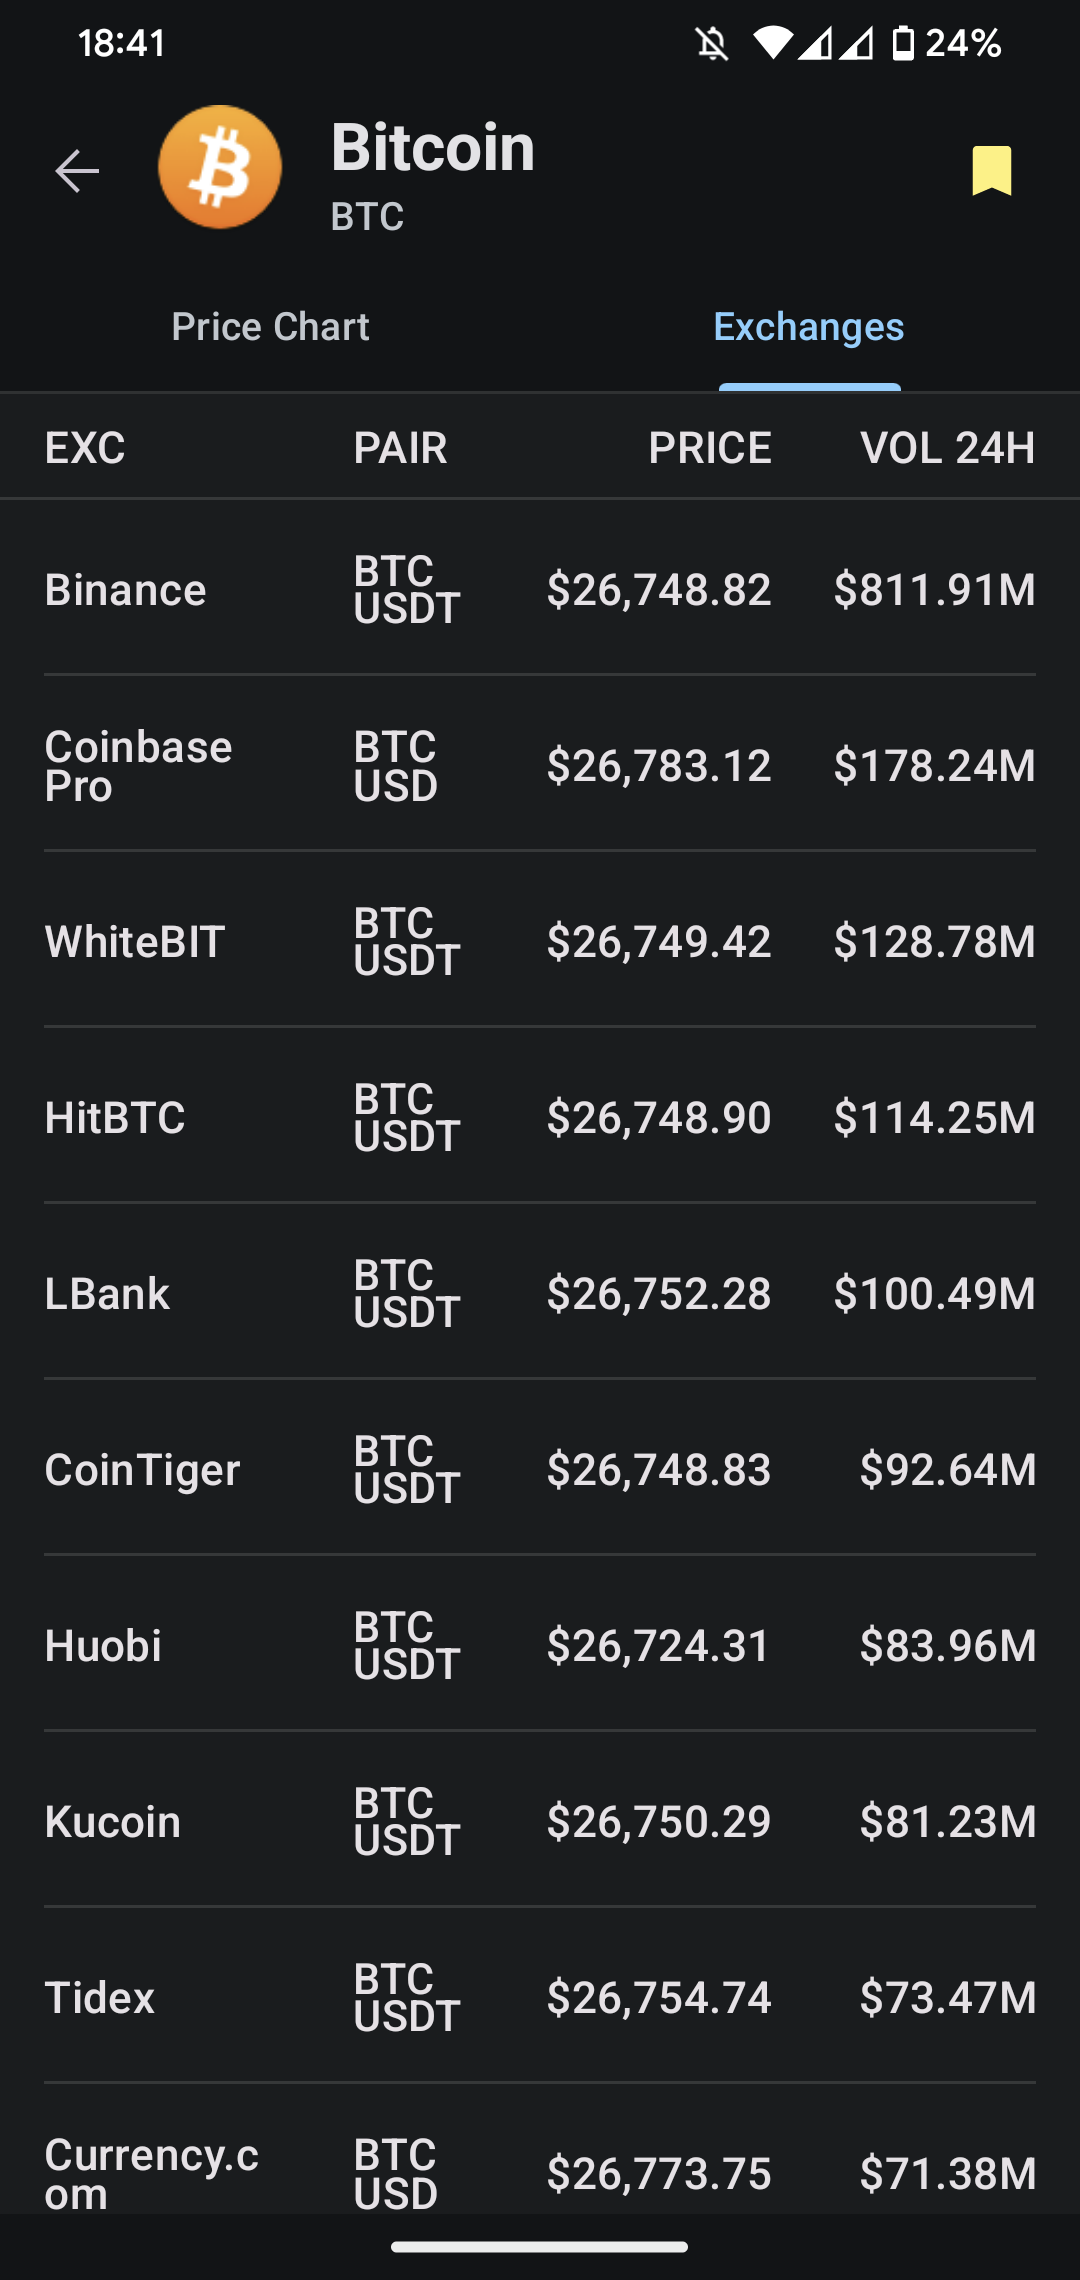 18:41 24%
Bitcoin
BTC
Price Chart Exchanges
EXC PAIR PRICE VOL 24H
Binance BTC USDT $26,748.82 $811.91M
Coinbase Pro BTC USD $26,783.12 $178.24M
WhiteBIT BTC USDT $26,749.42 $128.78M
HitBTC BTC USDT $26,748.90 $114.25M
LBank BTC USDT $26,752.28 $100.49M
CoinTiger BTC USDT $26,748.83 $92.64M
Huobi BTC USDT $26,724.31 $83.96M
Kucoin BTC USDT $26,750.29 $81.23M
Tidex BTC USDT $26,754.74 $73.47M
Currency.com BTC USD $26,773.75 $71.38M